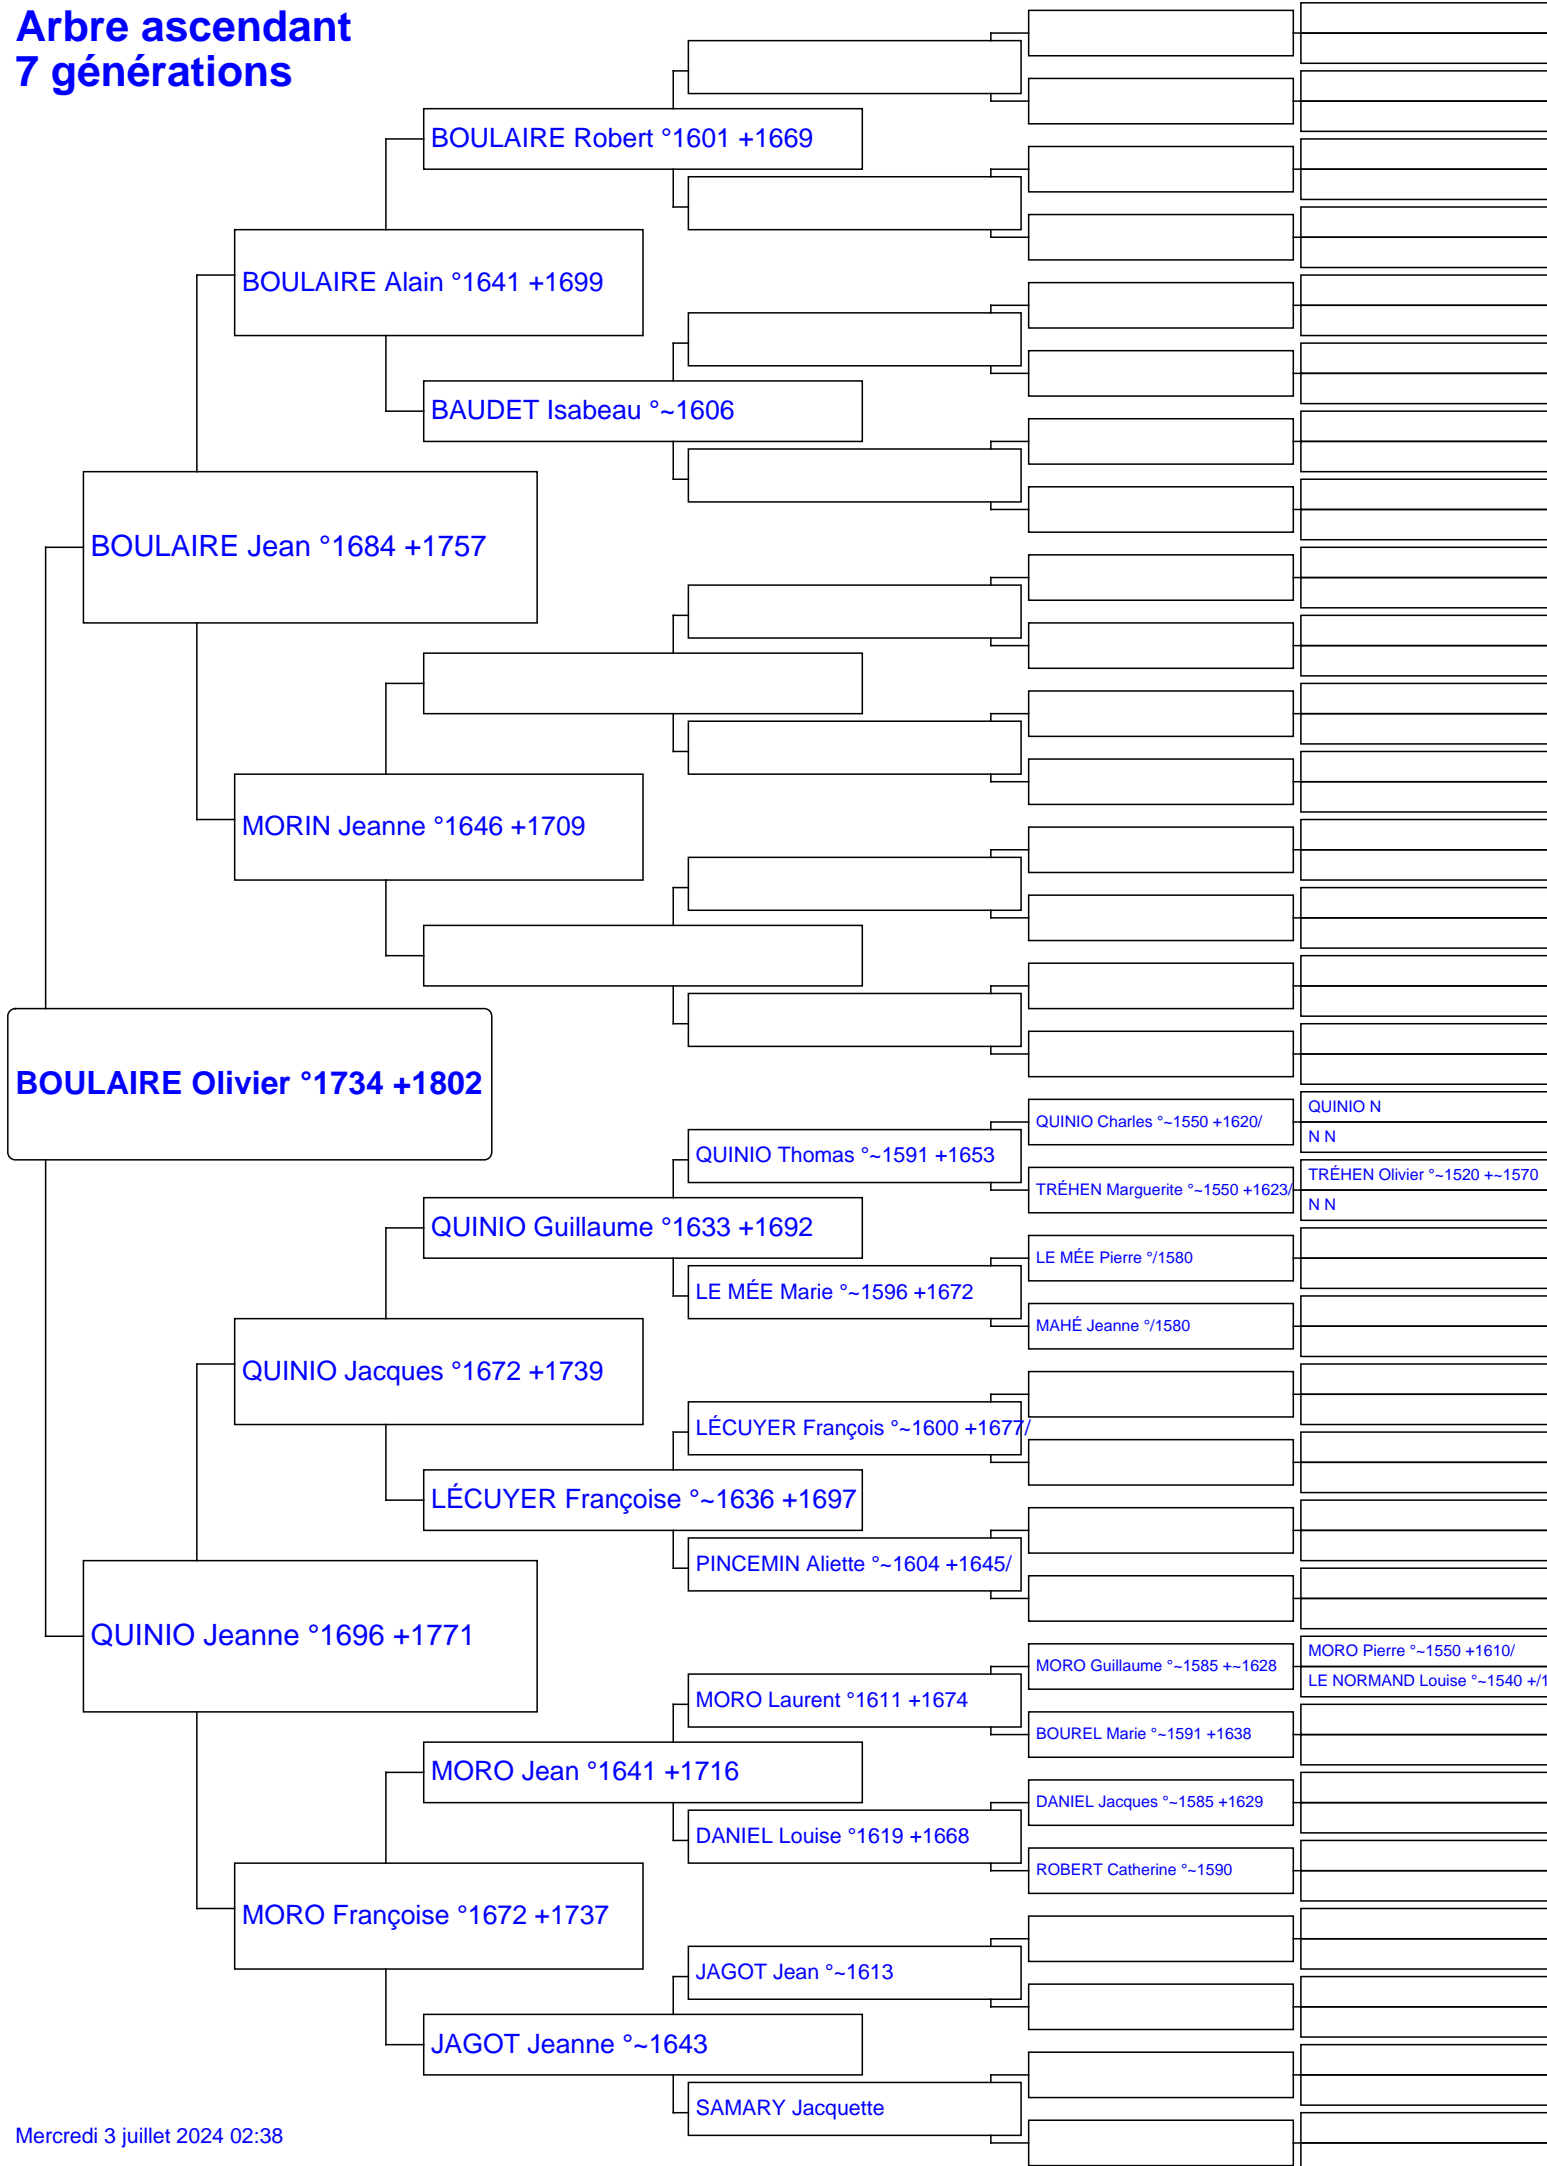 Arbre ascendant
7 générations
BOULAIRE Robert °1601 +1669
BOULAIRE Alain °1641 +1699
BAUDET Isabeau °~1606
BOULAIRE Jean °1684 +1757
MORIN Jeanne °1646 +1709
BOULAIRE Olivier °1734 +1802
QUINIO Charles °~1550 +1620/
QUINIO N
N N
QUINIO Thomas °~1591 +1653
TRÉHEN Marguerite °~1550 +1623/
TRÉHEN Olivier °~1520 +~1570
N N
QUINIO Guillaume °1633 +1692
LE MÉE Pierre °/1580
LE MÉE Marie °~1596 +1672
MAHÉ Jeanne °/1580
QUINIO Jacques °1672 +1739
LÉCUYER François °~1600 +1677/
LÉCUYER Françoise °~1636 +1697
PINCEMIN Aliette °~1604 +1645/
QUINIO Jeanne °1696 +1771
MORO Guillaume °~1585 +~1628
MORO Pierre °~1550 +1610/
LE NORMAND Louise °~1540 +/1
MORO Laurent °1611 +1674
BOUREL Marie °~1591 +1638
MORO Jean °1641 +1716
DANIEL Jacques °~1585 +1629
DANIEL Louise °1619 +1668
ROBERT Catherine °~1590
MORO Françoise °1672 +1737
JAGOT Jean °~1613
JAGOT Jeanne °~1643
SAMARY Jacquette
Mercredi 3 juillet 2024 02:38